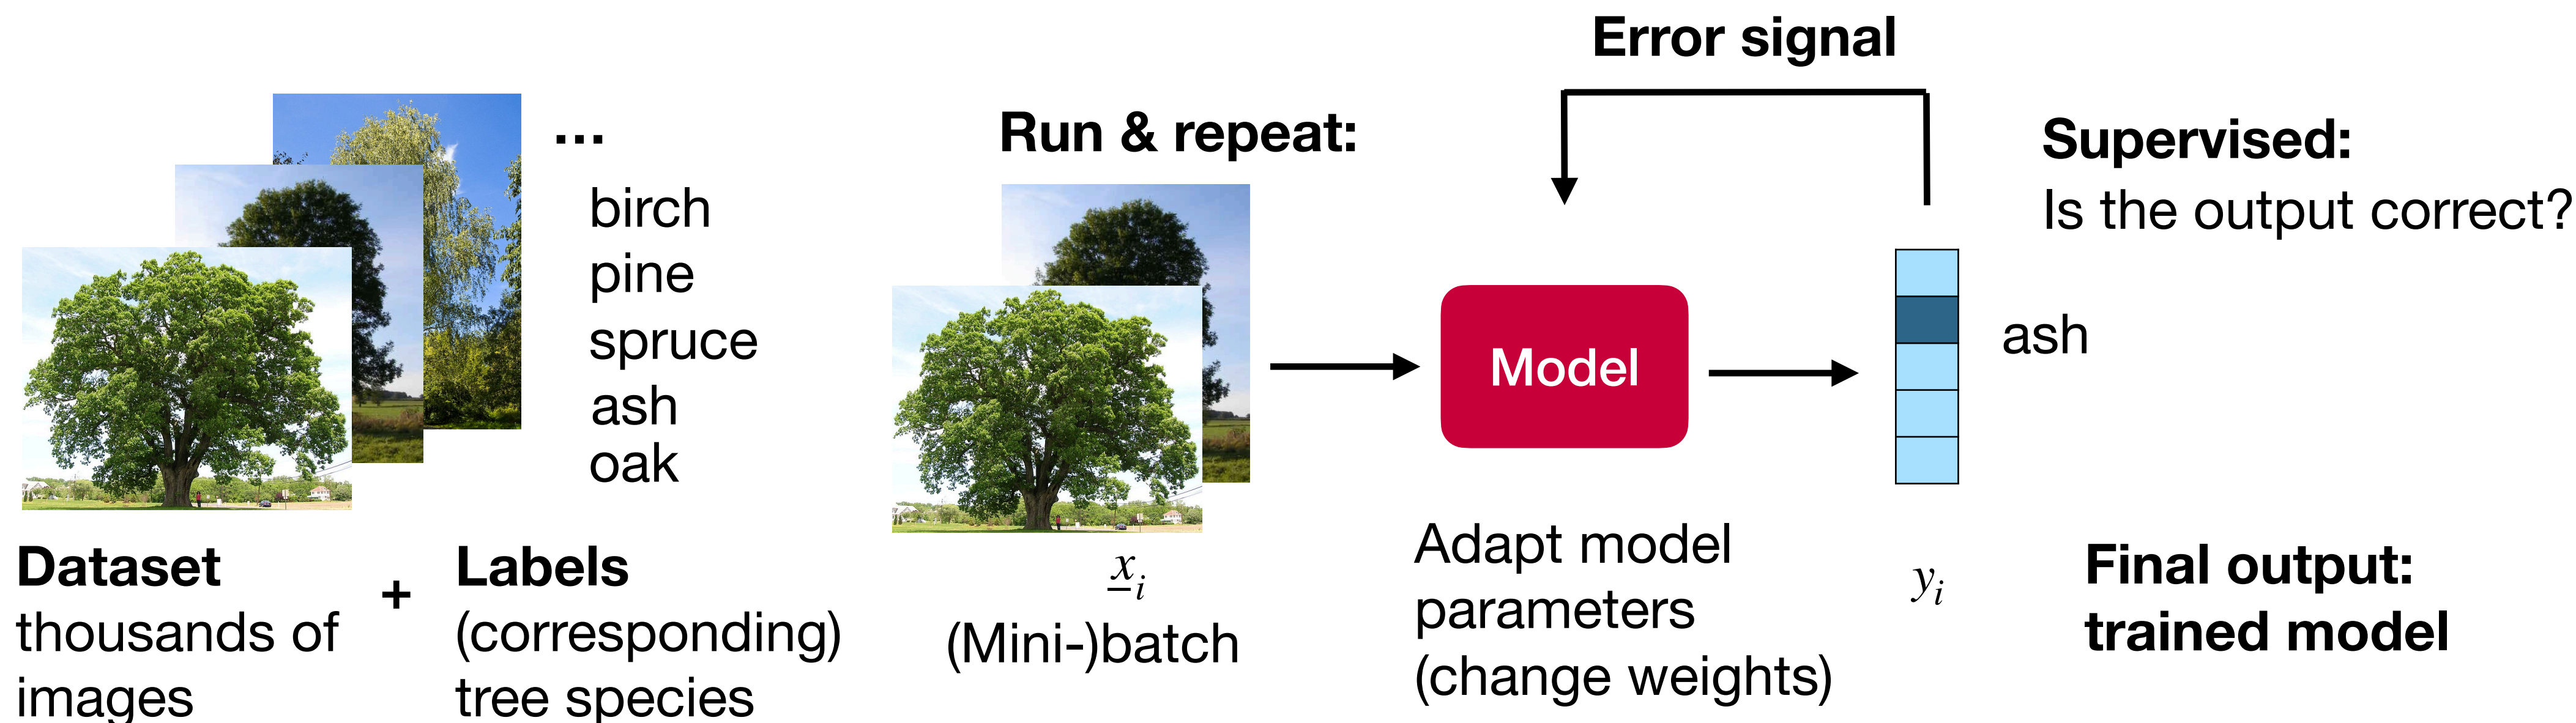 ...
birch
pine
spruce
ash
oak
Dataset
thousands of
images
+
Labels
(corresponding)
tree species
Run & repeat:
x_i
(Mini-)batch
Error signal
Model
Adapt model
parameters
(change weights)
y_i
Supervised:
Is the output correct?
ash
Final output:
trained model